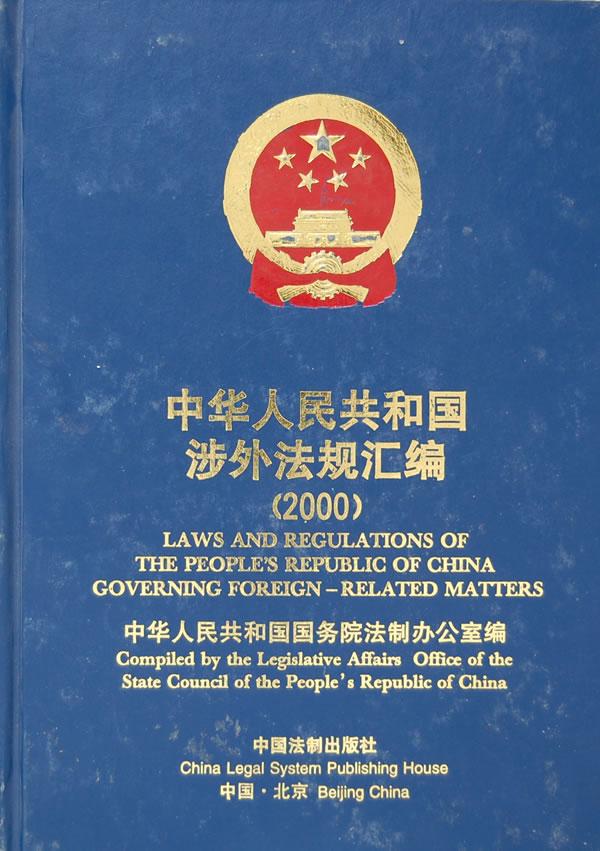 中华人民共和国
涉外法规汇编
(2000)
LAWS AND REGULATIONS OF
THE PEOPLE'S REPUBLIC OF CHINA
GOVERNING FOREIGN-RELATED MATTERS
中华人民共和国国务院法制办公室编
Compiled by the Legislative Affairs Office of the
State Council of the People's Republic of China
中国法制出版社
China Legal System Publishing House
中国·北京 Beijing China